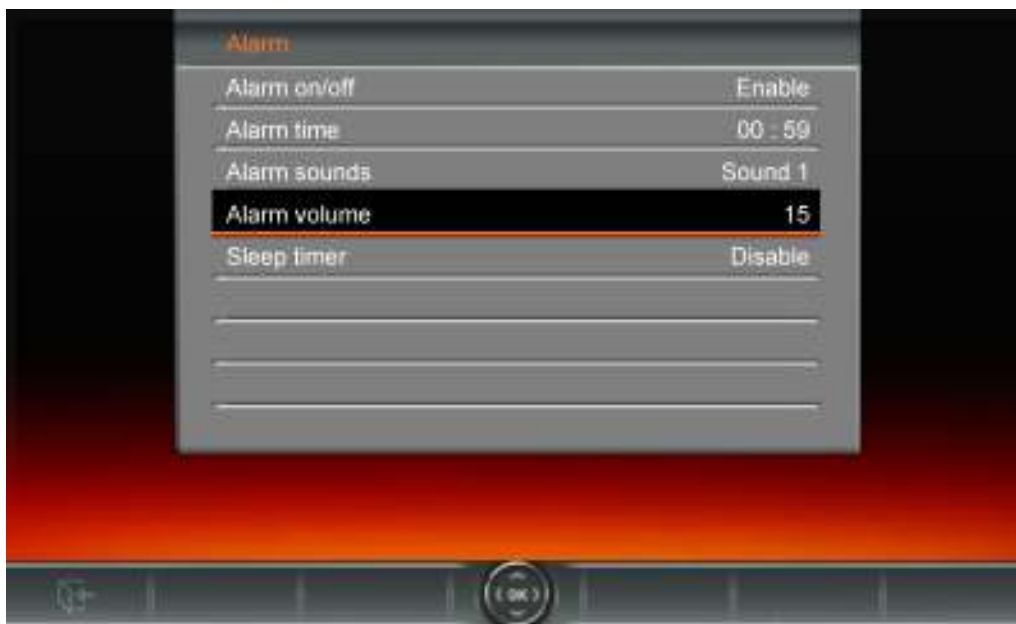 Alarm
Alarm on/off Enable
Alarm time 00 : 59
Alarm sounds Sound 1
Alarm volume 15
Sleep timer Disable
OK